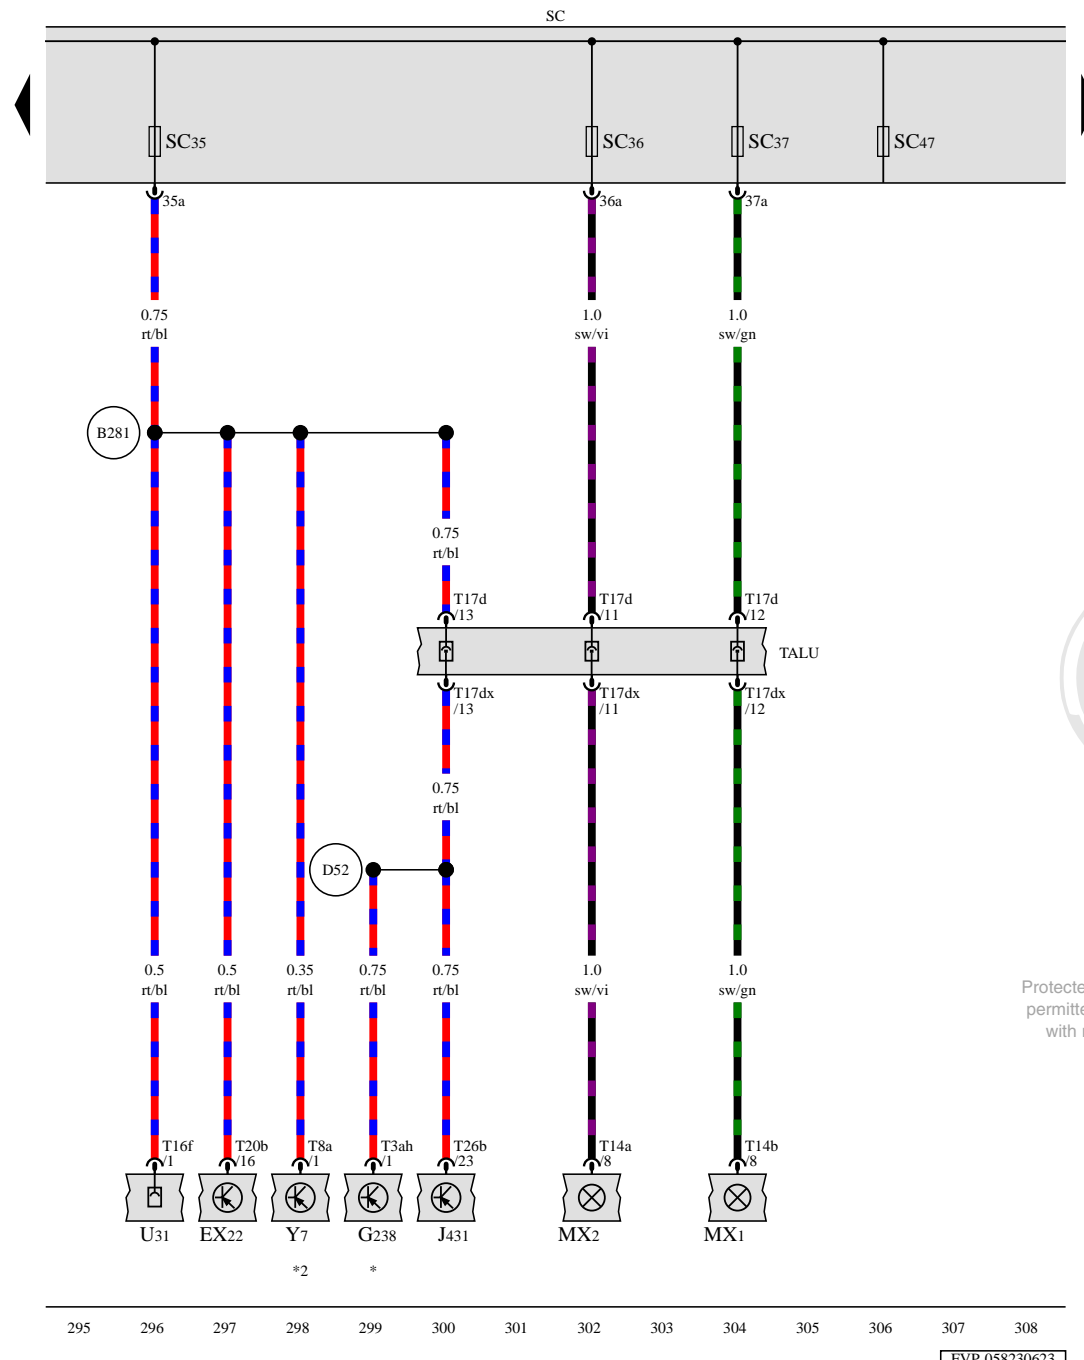 SC
SC35
SC36
SC37
SC47
35a
36a
37a
0.75
rt/bl
1.0
sw/vi
1.0
sw/gn
B281
0.75
rt/bl
T17d
/13
T17d
/11
T17d
/12
TALU
T17dx
/13
T17dx
/11
T17dx
/12
0.75
rt/bl
D52
0.5
rt/bl
0.5
rt/bl
0.35
rt/bl
0.75
rt/bl
0.75
rt/bl
1.0
sw/vi
1.0
sw/gn
Protecte
permitte
with
T16f
/1
T20b
/16
T8a
/1
T3ah
/1
T26b
/23
T14a
/8
T14b
/8
U31
EX22
Y7
G238
J431
MX2
MX1
*2
*
295 296 297 298 299 300 301 302 303 304 305 306 307 308
EVP-058230623